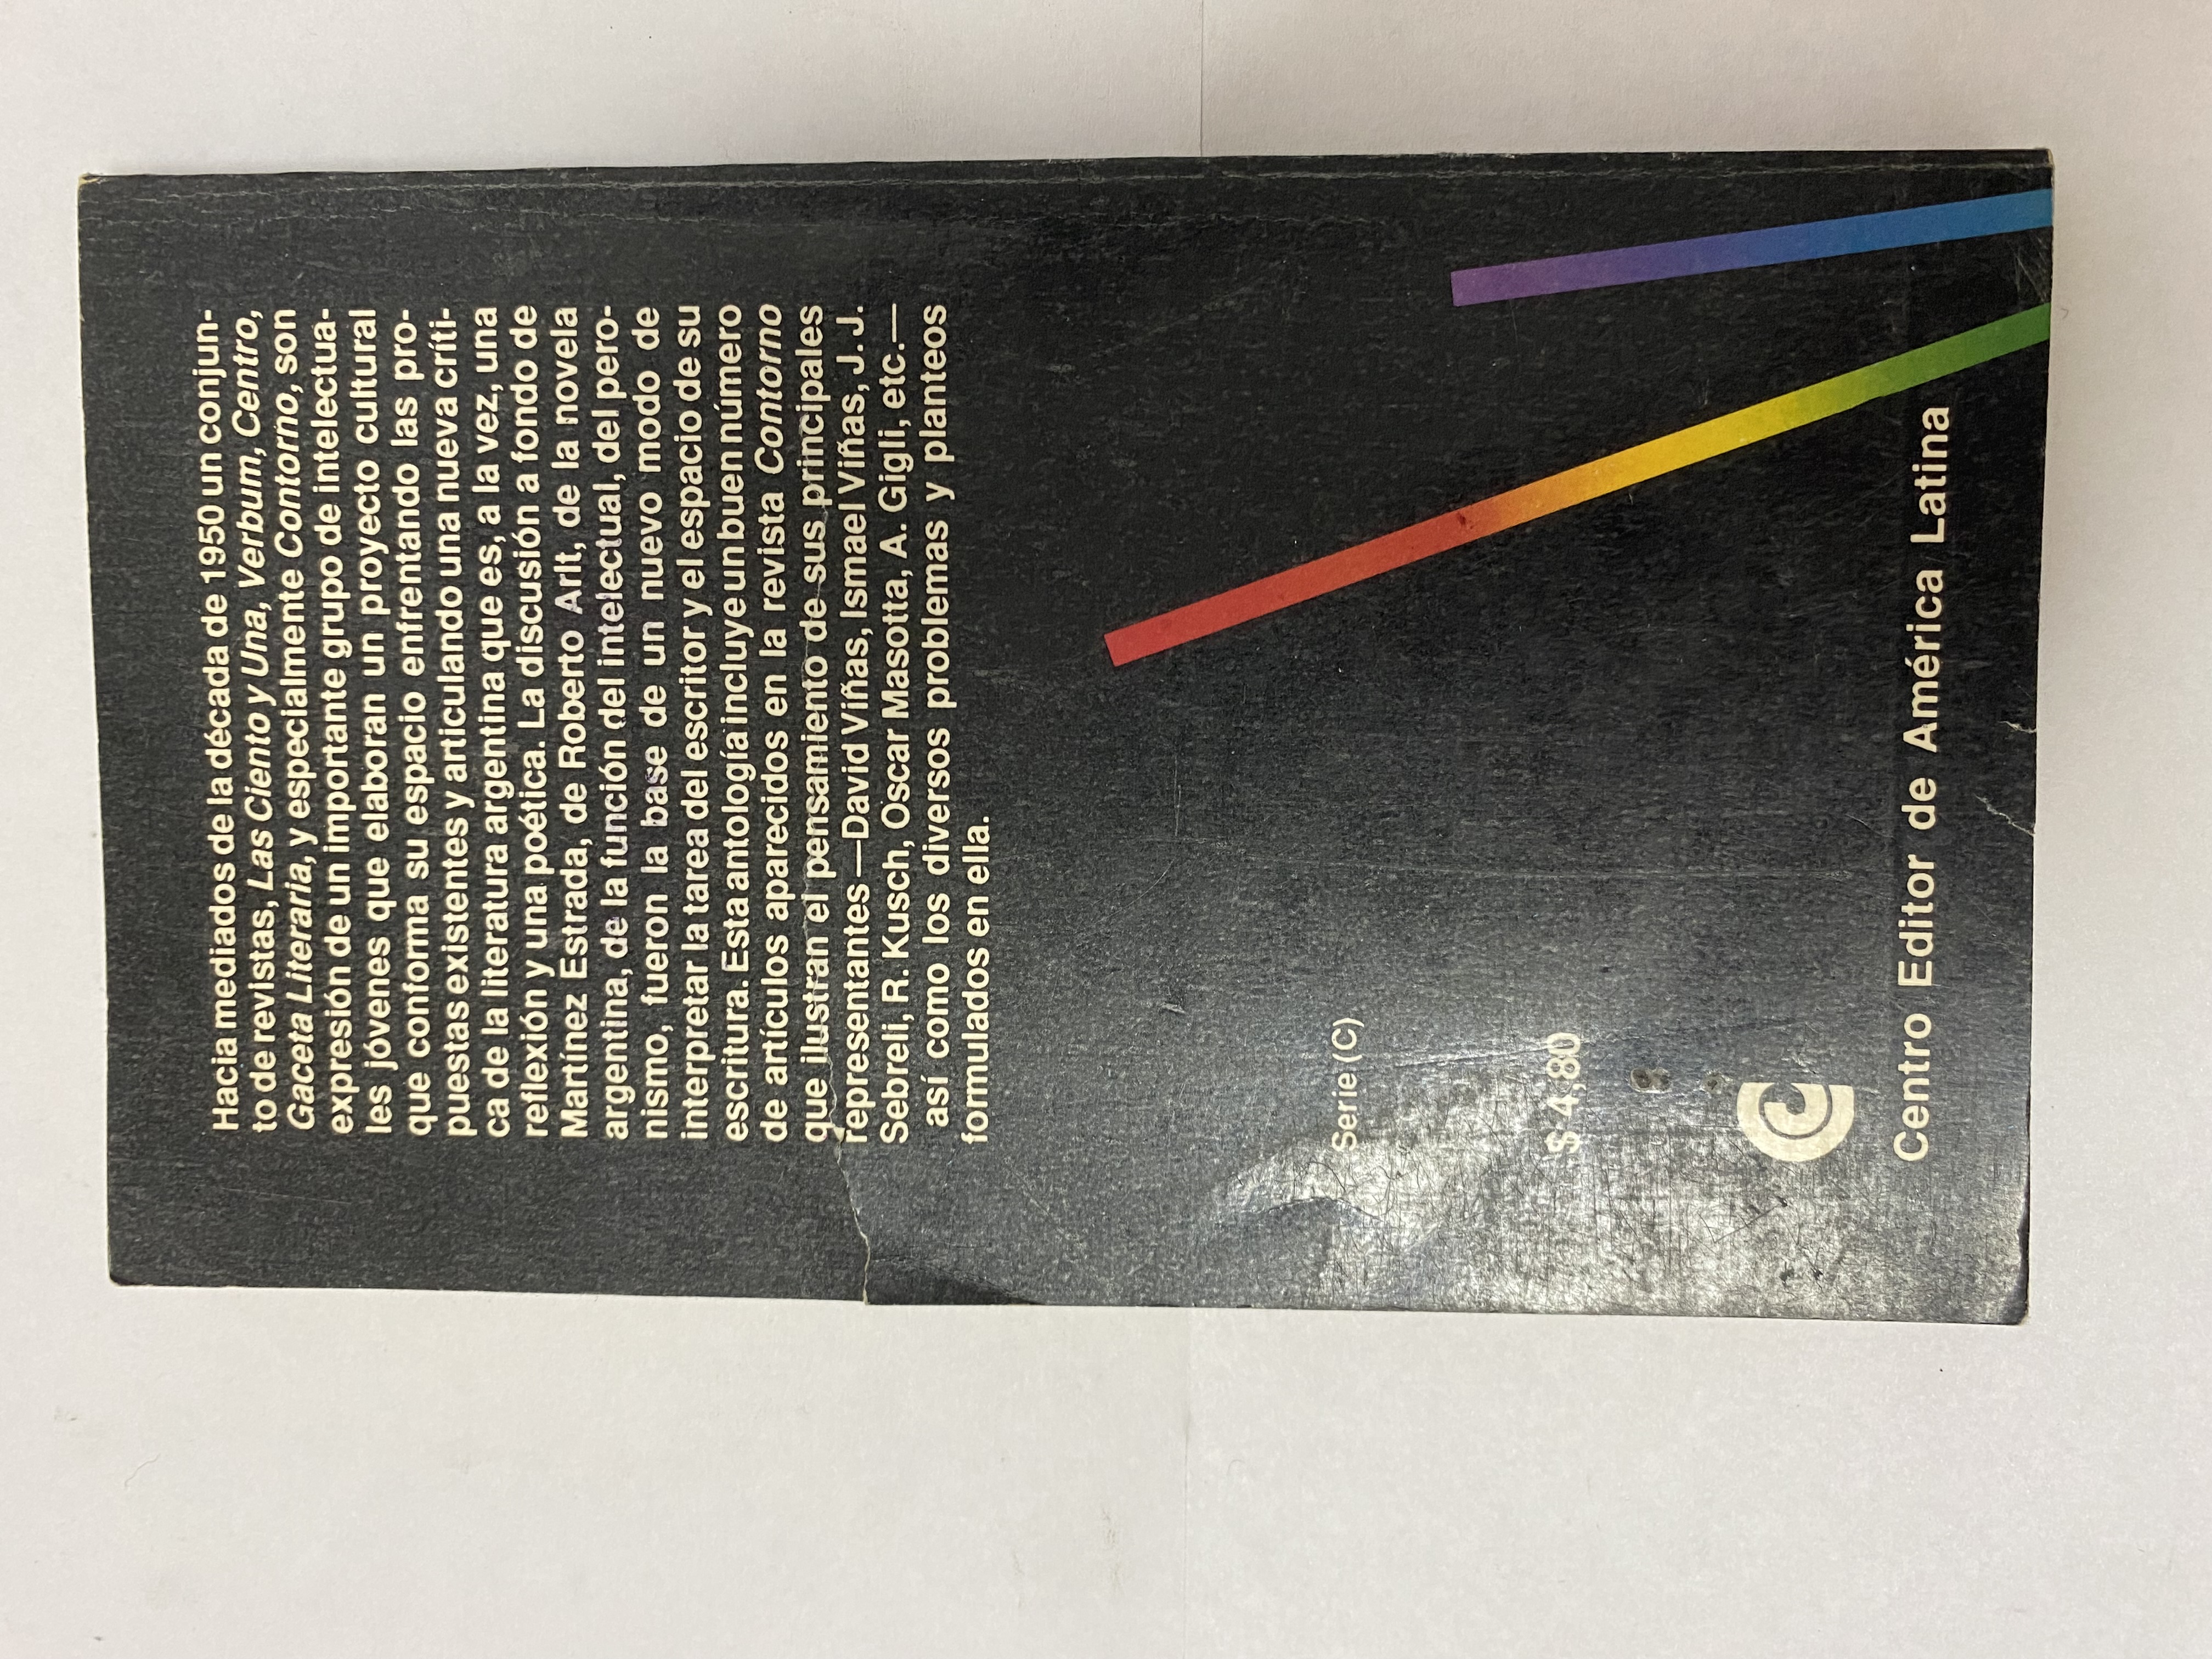 Hacia mediados de la década de 1950 un conjun-
to de revistas, Las Ciento y Una, Verbum, Centro,
Gaceta Literaria, y especialmente Contorno, son
expresión de un importante grupo de intelectua-
les jóvenes que elaboran un proyecto cultural
que conforma su espacio enfrentando las pro-
puestas existentes y articulando una nueva críti-
ca de la literatura argentina que es, a la vez, una
reflexión y una poética. La discusión a fondo de
Martínez Estrada, de Roberto Arlt, de la novela
argentina, de la función del intelectual, del pero-
nismo, fueron la base de un nuevo modo de
interpretar la tarea del escritor y el espacio de su
escritura. Esta antología incluye un buen número
de artículos aparecidos en la revista Contorno
que ilustran el pensamiento de sus principales
representantes —David Viñas, Ismael Viñas, J. J.
Sebreli, R. Kusch, Oscar Masotta, A. Gigli, etc.—
así como los diversos problemas y planteos
formulados en ella.
Serie (C)
$ 4,80
Centro Editor de América Latina